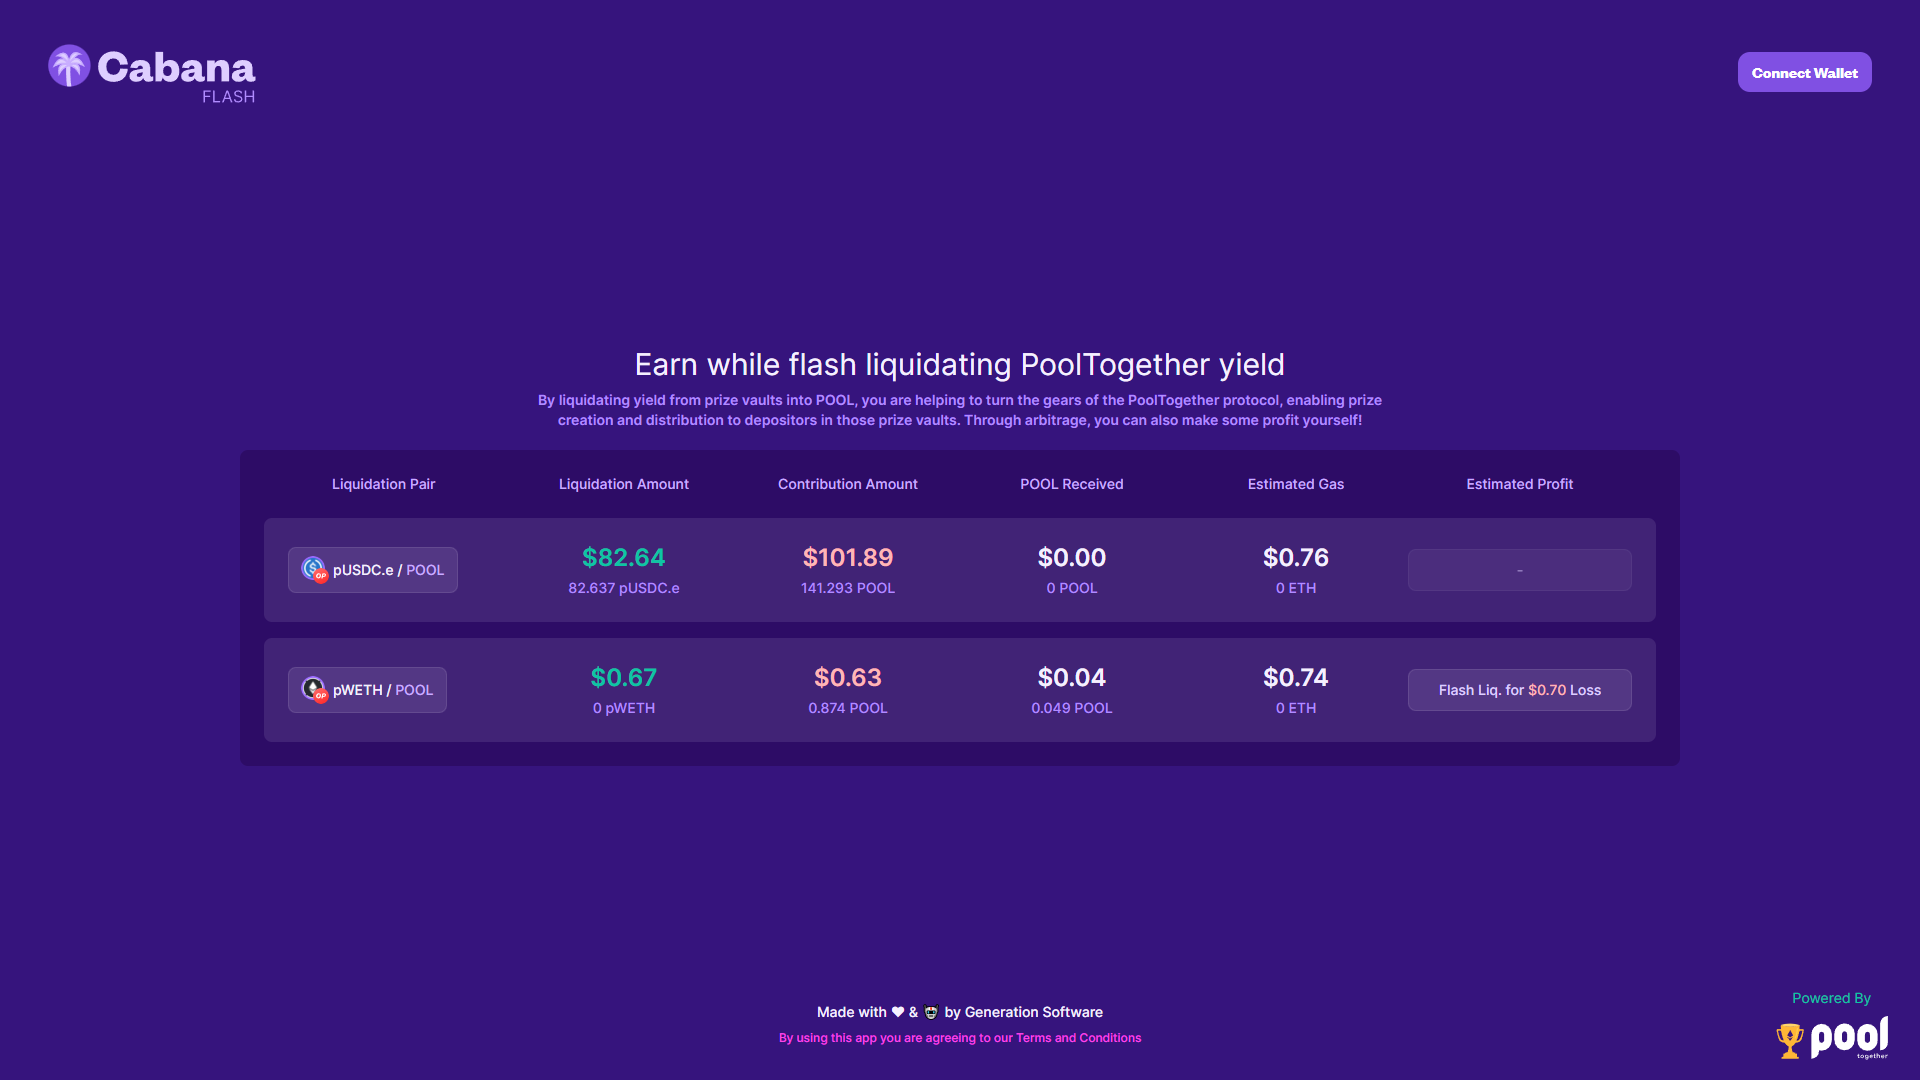 Cabana
FLASH
Connect Wallet
Earn while flash liquidating PoolTogether yield
By liquidating yield from prize vaults into POOL, you are helping to turn the gears of the PoolTogether protocol, enabling prize
creation and distribution to depositors in those prize vaults. Through arbitrage, you can also make some profit yourself!
Liquidation Pair Liquidation Amount Contribution Amount POOL Received Estimated Gas Estimated Profit
OP pUSDC.e / POOL $82.64 $101.89 $0.00 $0.76 -
82.637 pUSDC.e 141.293 POOL 0 POOL 0 ETH
OP pWETH / POOL $0.67 $0.63 $0.04 $0.74 Flash Liq. for $0.70 Loss
0 pWETH 0.874 POOL 0.049 POOL 0 ETH
Made with & by Generation Software
By using this app you are agreeing to our Terms and Conditions
Powered By
pool
together